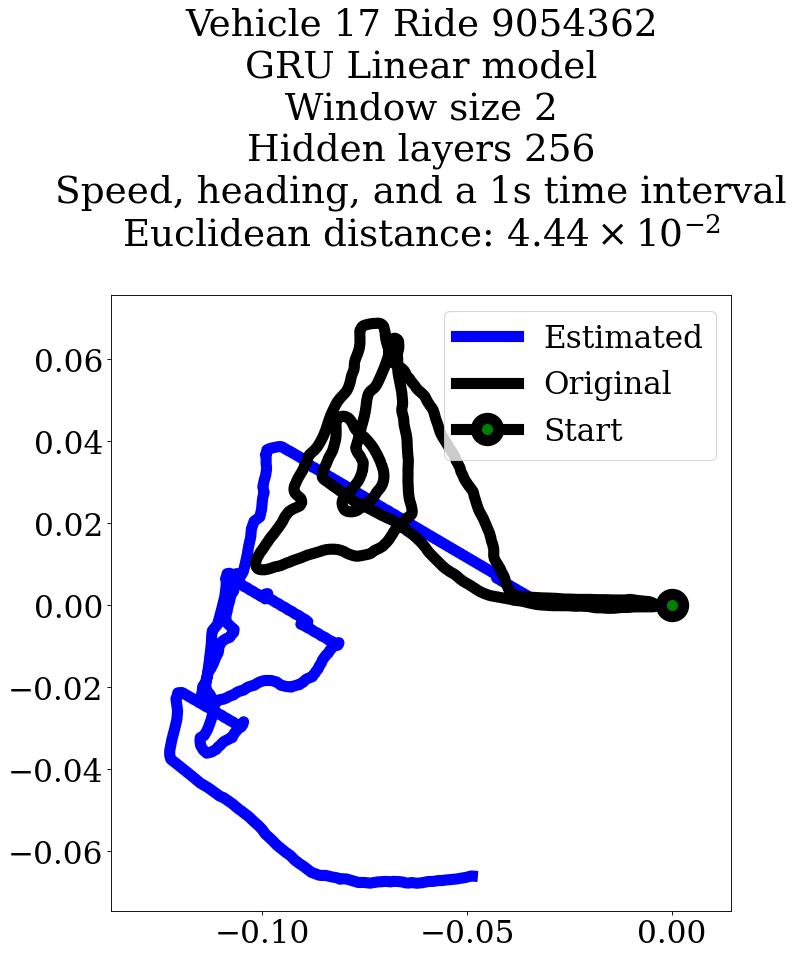 Vehicle 17 Ride 9054362
GRU Linear model
Window size 2
Hidden layers 256
Speed, heading, and a 1s time interval
Euclidean distance: 4.44 × 10⁻²
Estimated
Original
Start
0.06
0.04
0.02
0.00
−0.02
−0.04
−0.06
−0.10 −0.05 0.00